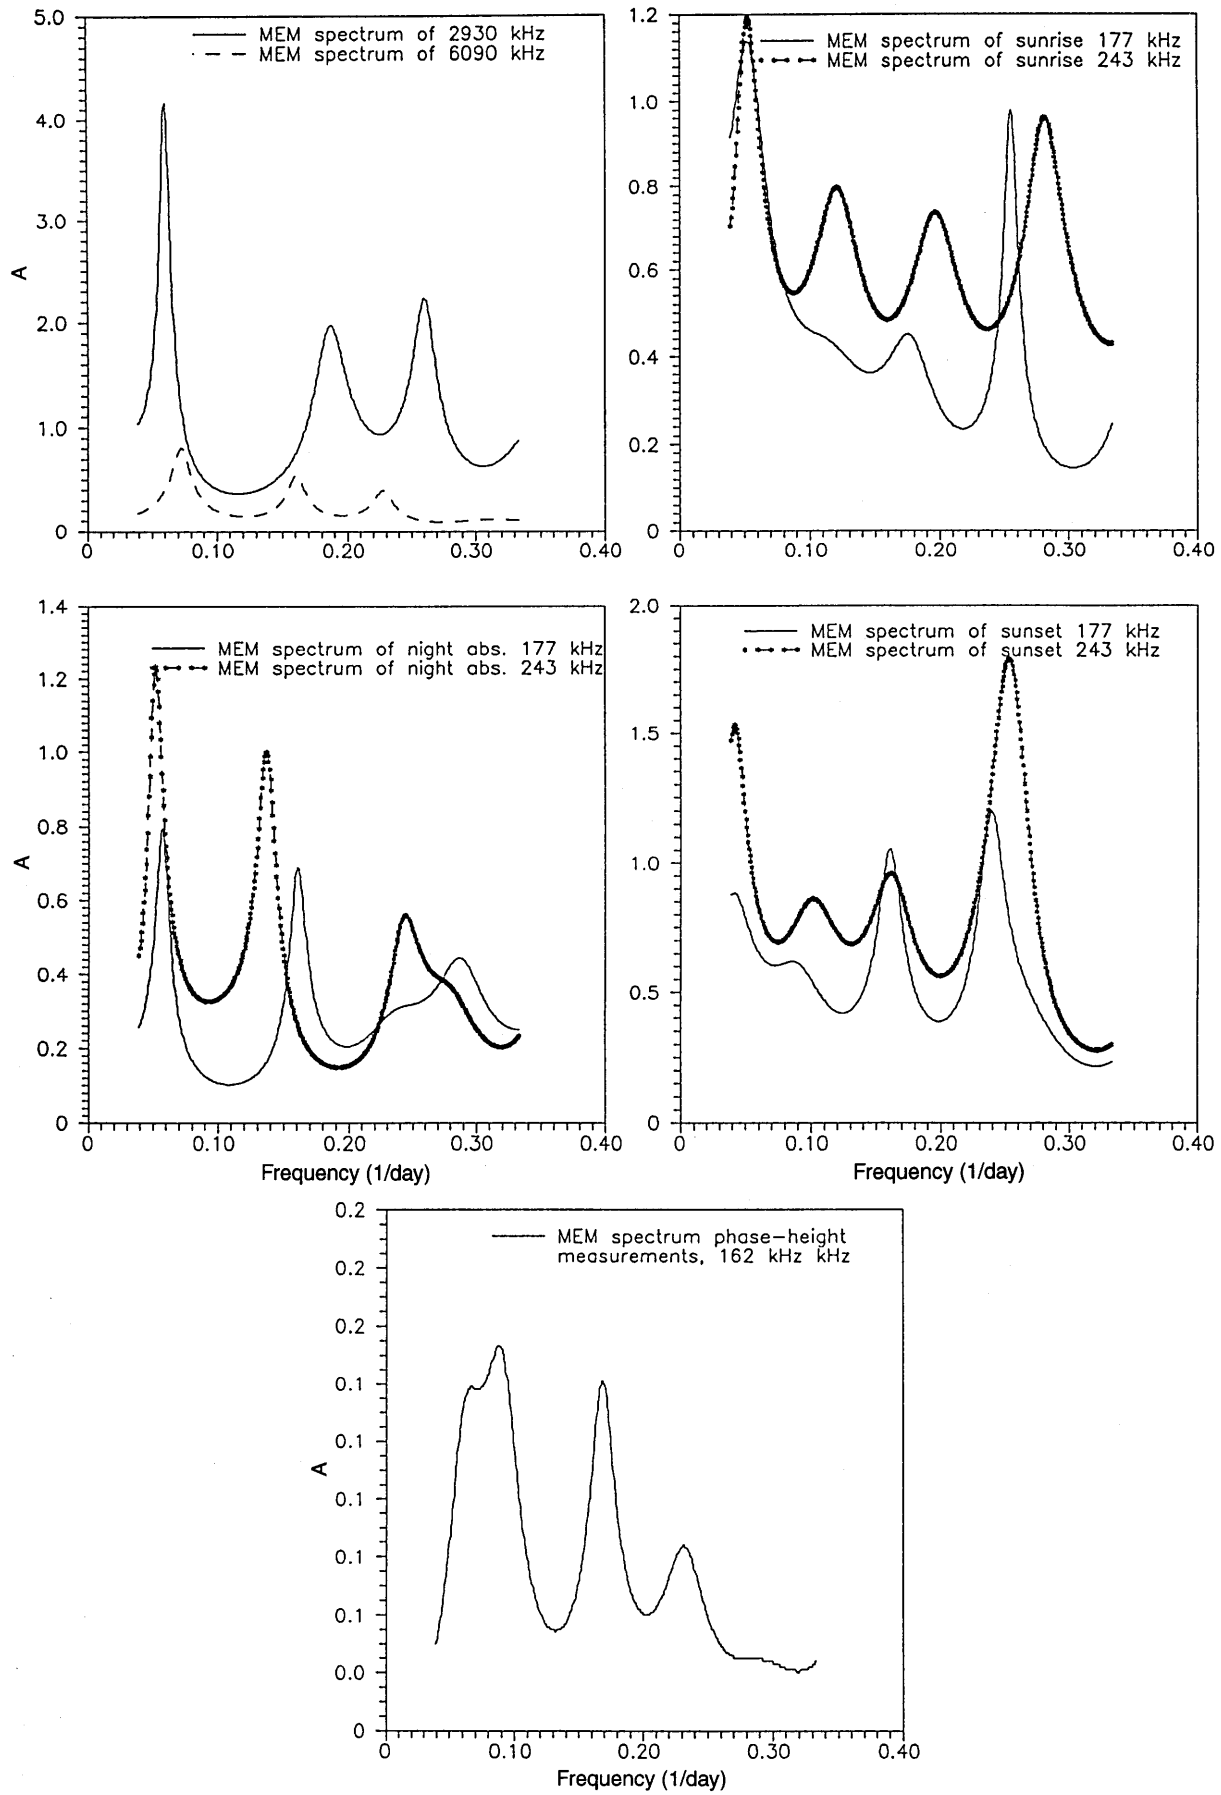 5.0
4.0
3.0
2.0
1.0
0
A
MEM spectrum of 2930 kHz
MEM spectrum of 6090 kHz
0 0.10 0.20 0.30 0.40
1.2
1.0
0.8
0.6
0.4
0.2
0
MEM spectrum of sunrise 177 kHz
MEM spectrum of sunrise 243 kHz
0 0.10 0.20 0.30 0.40
1.4
1.2
1.0
0.8
0.6
0.4
0.2
0
A
MEM spectrum of night abs. 177 kHz
MEM spectrum of night abs. 243 kHz
0 0.10 0.20 0.30 0.40
Frequency (1/day)
2.0
1.5
1.0
0.5
0
MEM spectrum of sunset 177 kHz
MEM spectrum of sunset 243 kHz
0 0.10 0.20 0.30 0.40
Frequency (1/day)
0.2
0.2
0.2
0.1
0.1
0.1
0.1
0.1
0.0
0
A
MEM spectrum phase-height
measurements, 162 kHz kHz
0 0.10 0.20 0.30 0.40
Frequency (1/day)